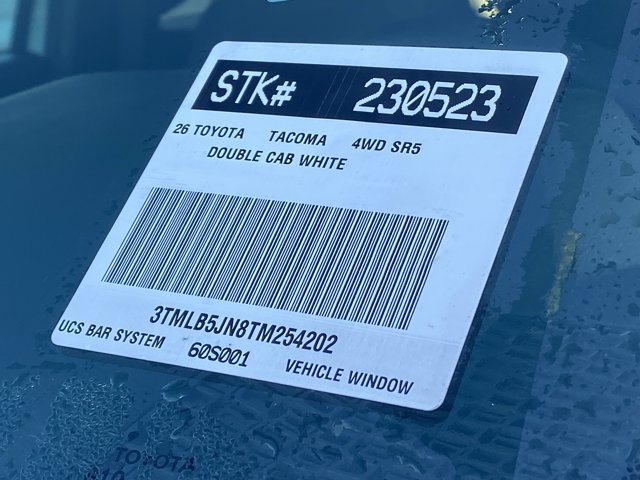 STK# 230523
26 TOYOTA TACOMA 4WD SR5
DOUBLE CAB WHITE
3TMLB5JN8TM254202
UCS BAR SYSTEM 60S001 VEHICLE WINDOW
TOYOTA